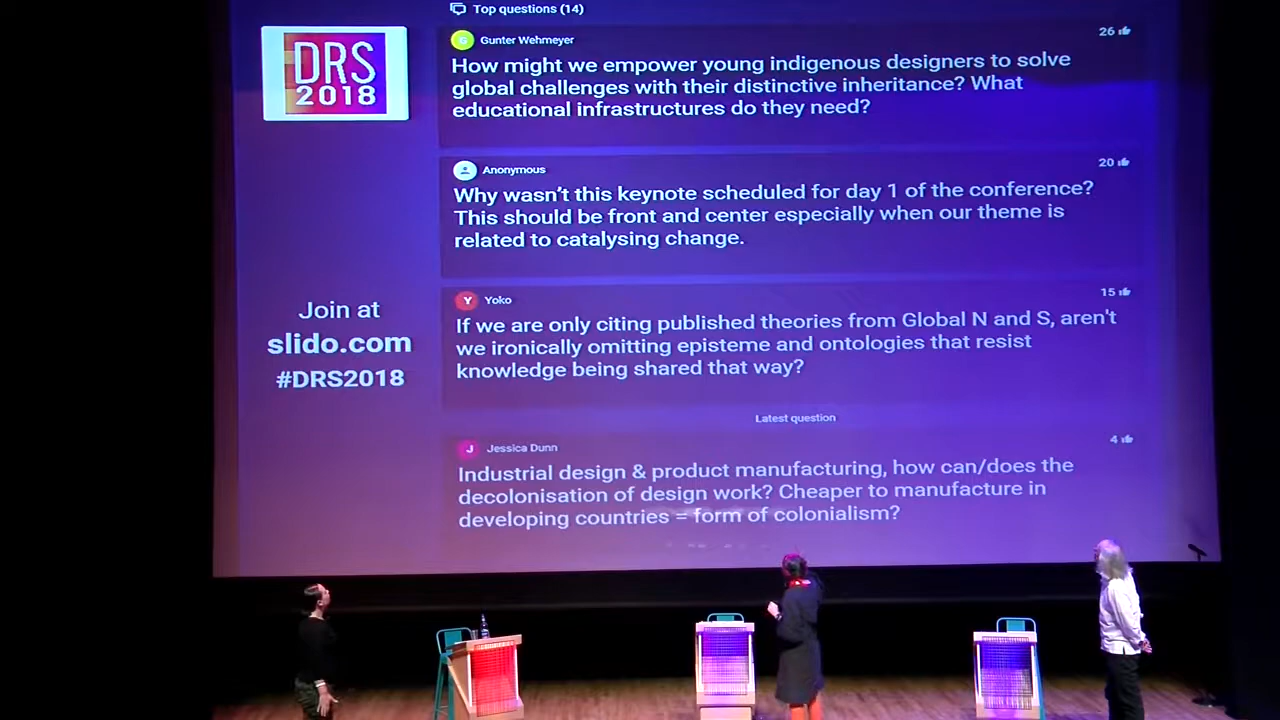 Top questions (14)
DRS
2018
G
Gunter Wehmeyer
26
How might we empower young indigenous designers to solve
global challenges with their distinctive inheritance? What
educational infrastructures do they need?
Anonymous
20
Why wasn't this keynote scheduled for day 1 of the conference?
This should be front and center especially when our theme is
related to catalysing change.
Join at
slido.com
#DRS2018
Y
Yoko
15
If we are only citing published theories from Global N and S, aren't
we ironically omitting episteme and ontologies that resist
knowledge being shared that way?
Latest question
J
Jessica Dunn
4
Industrial design & product manufacturing, how can/does the
decolonisation of design work? Cheaper to manufacture in
developing countries = form of colonialism?